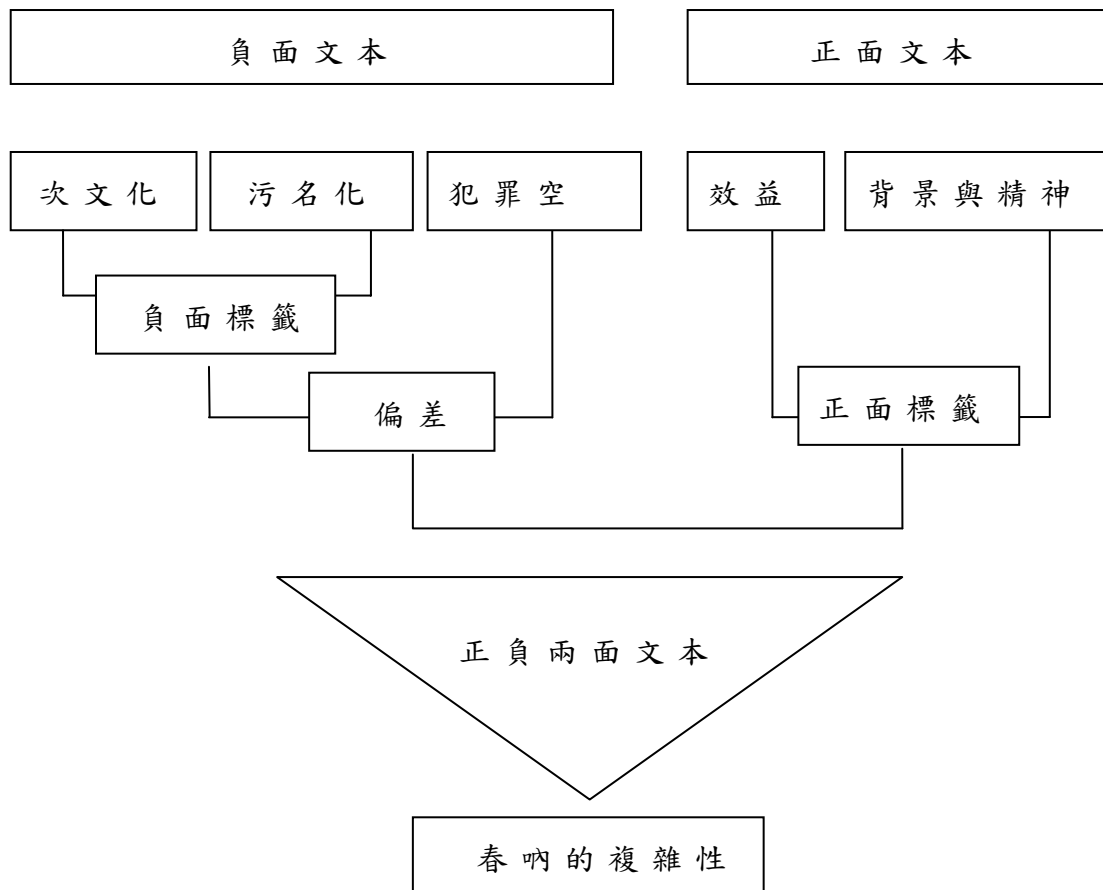 負面文本 正面文本
次文化 污名化 犯罪空 效益 背景與精神
負面標籤
偏差 正面標籤
正負兩面文本
春吶的複雜性